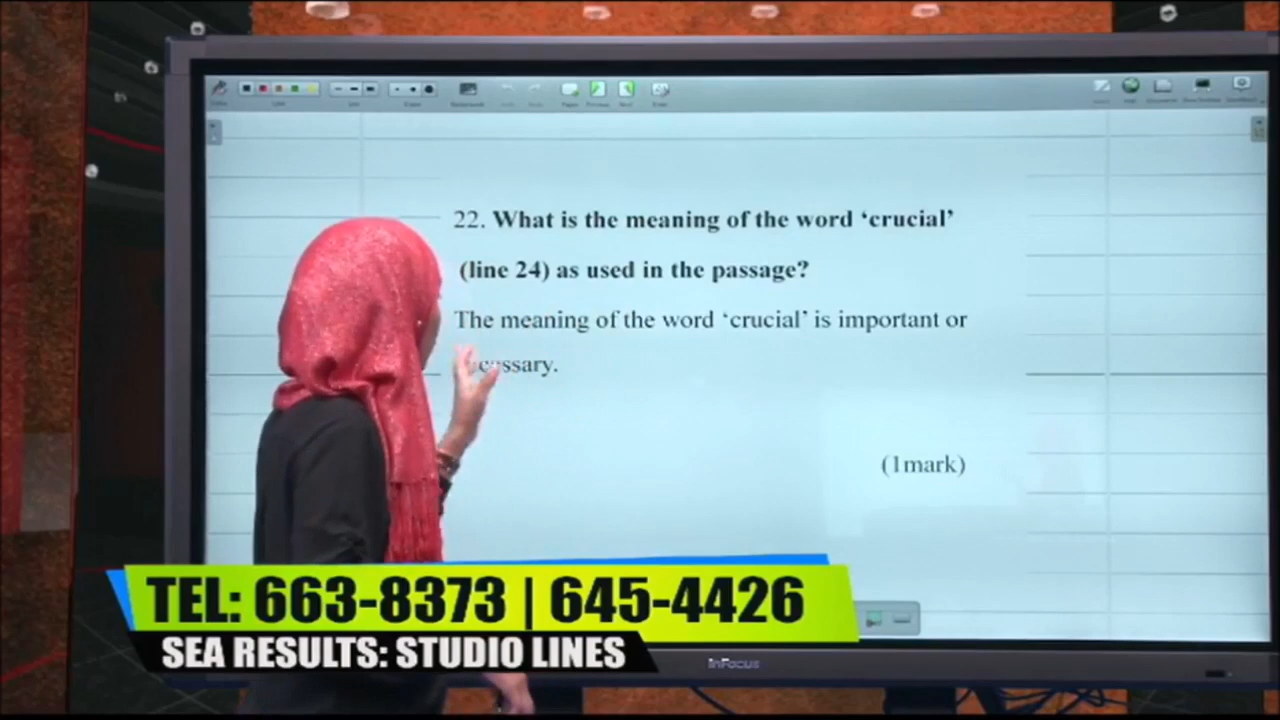 22. What is the meaning of the word ‘crucial’
(line 24) as used in the passage?
The meaning of the word ‘crucial’ is important or
cessary.
(1mark)
TEL: 663-8373 | 645-4426
SEA RESULTS: STUDIO LINES
InFocus